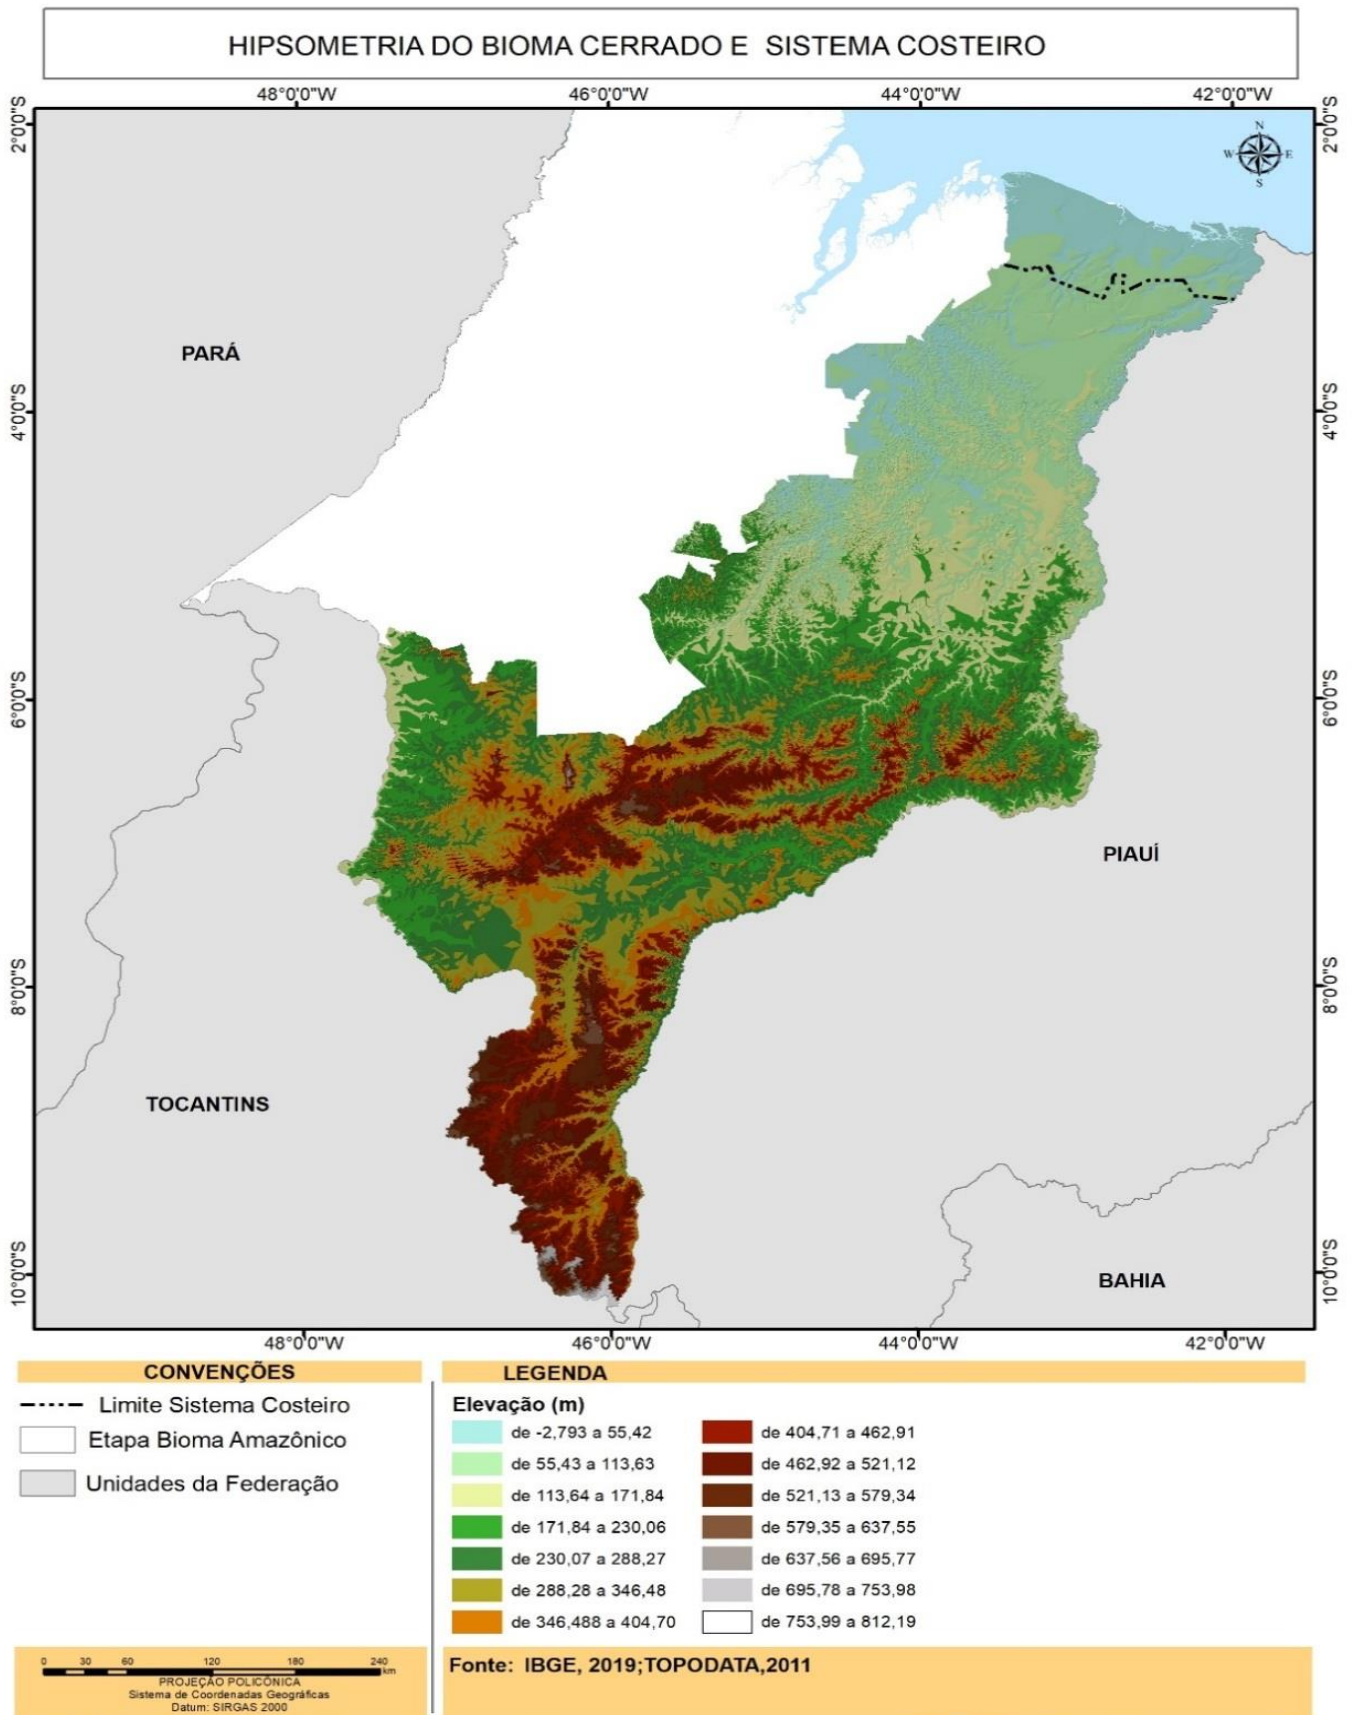 HIPSOMETRIA DO BIOMA CERRADO E SISTEMA COSTEIRO
48°0'0"W 46°0'0"W 44°0'0"W 42°0'0"W
2°0'0"S 2°0'0"S
N
W E
S
PARÁ
4°0'0"S 4°0'0"S
6°0'0"S 6°0'0"S
PIAUÍ
8°0'0"S 8°0'0"S
TOCANTINS
10°0'0"S 10°0'0"S
BAHIA
48°0'0"W 46°0'0"W 44°0'0"W 42°0'0"W
CONVENÇÕES
Limite Sistema Costeiro
Etapa Bioma Amazônico
Unidades da Federação
LEGENDA
Elevação (m)
de -2,793 a 55,42
de 55,43 a 113,63
de 113,64 a 171,84
de 171,84 a 230,06
de 230,07 a 288,27
de 288,28 a 346,48
de 346,488 a 404,70
de 404,71 a 462,91
de 462,92 a 521,12
de 521,13 a 579,34
de 579,35 a 637,55
de 637,56 a 695,77
de 695,78 a 753,98
de 753,99 a 812,19
0 30 60 120 180 240
km
PROJEÇÃO POLICÔNICA
Sistema de Coordenadas Geográficas
Datum: SIRGAS 2000
Fonte: IBGE, 2019;TOPODATA,2011